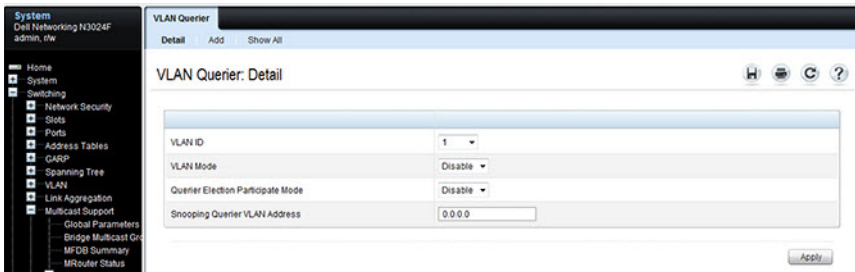 System
Dell Networking N3024F
admin, r/w
Home
System
Switching
Network Security
Slots
Ports
Address Tables
GARP
Spanning Tree
VLAN
Link Aggregation
Multicast Support
Global Parameters
Bridge Multicast Gro
MFDB Summary
MRouter Status
VLAN Querier
Detail Add Show All
VLAN Querier: Detail
?
VLAN ID 1
VLAN Mode Disable
Querier Election Participate Mode Disable
Snooping Querier VLAN Address 0.0.0.0
Apply